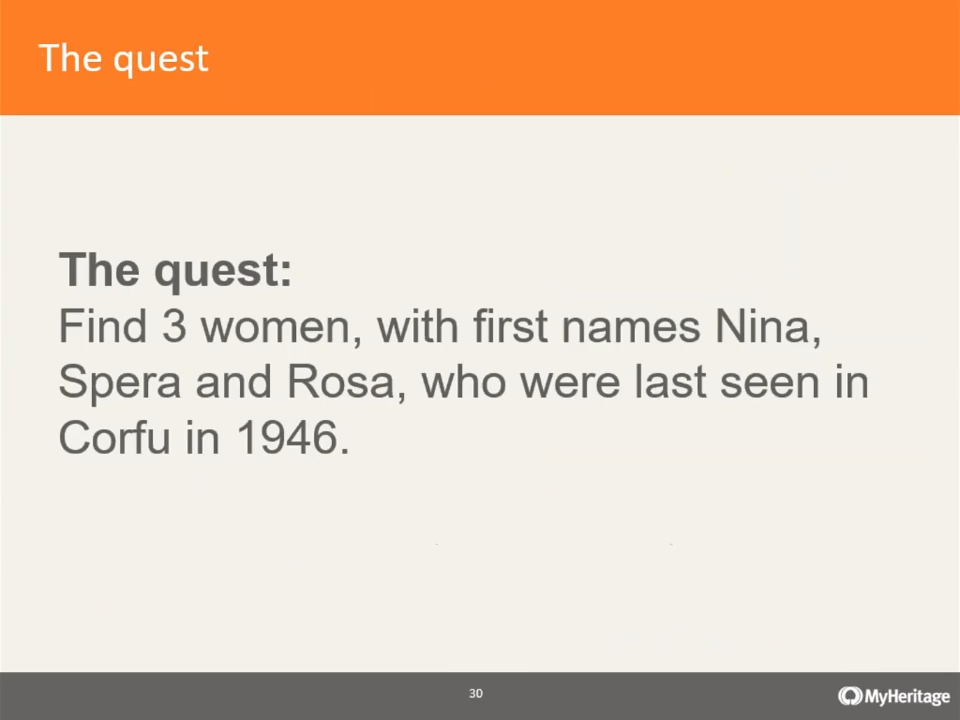 The quest
The quest:
Find 3 women, with first names Nina,
Spera and Rosa, who were last seen in
Corfu in 1946.
30
MyHeritage